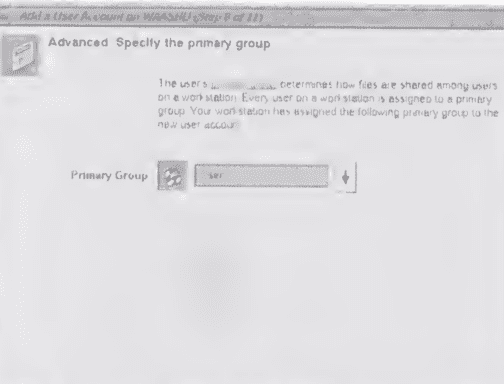 Add a User Account on (Step 8 of 11)
Advanced Specify the primary group
The user's determines how files are shared among users
on a workstation. Every user on a workstation is assigned to a primary
group. Your workstation has assigned the following primary group to the
new user account
Primary Group